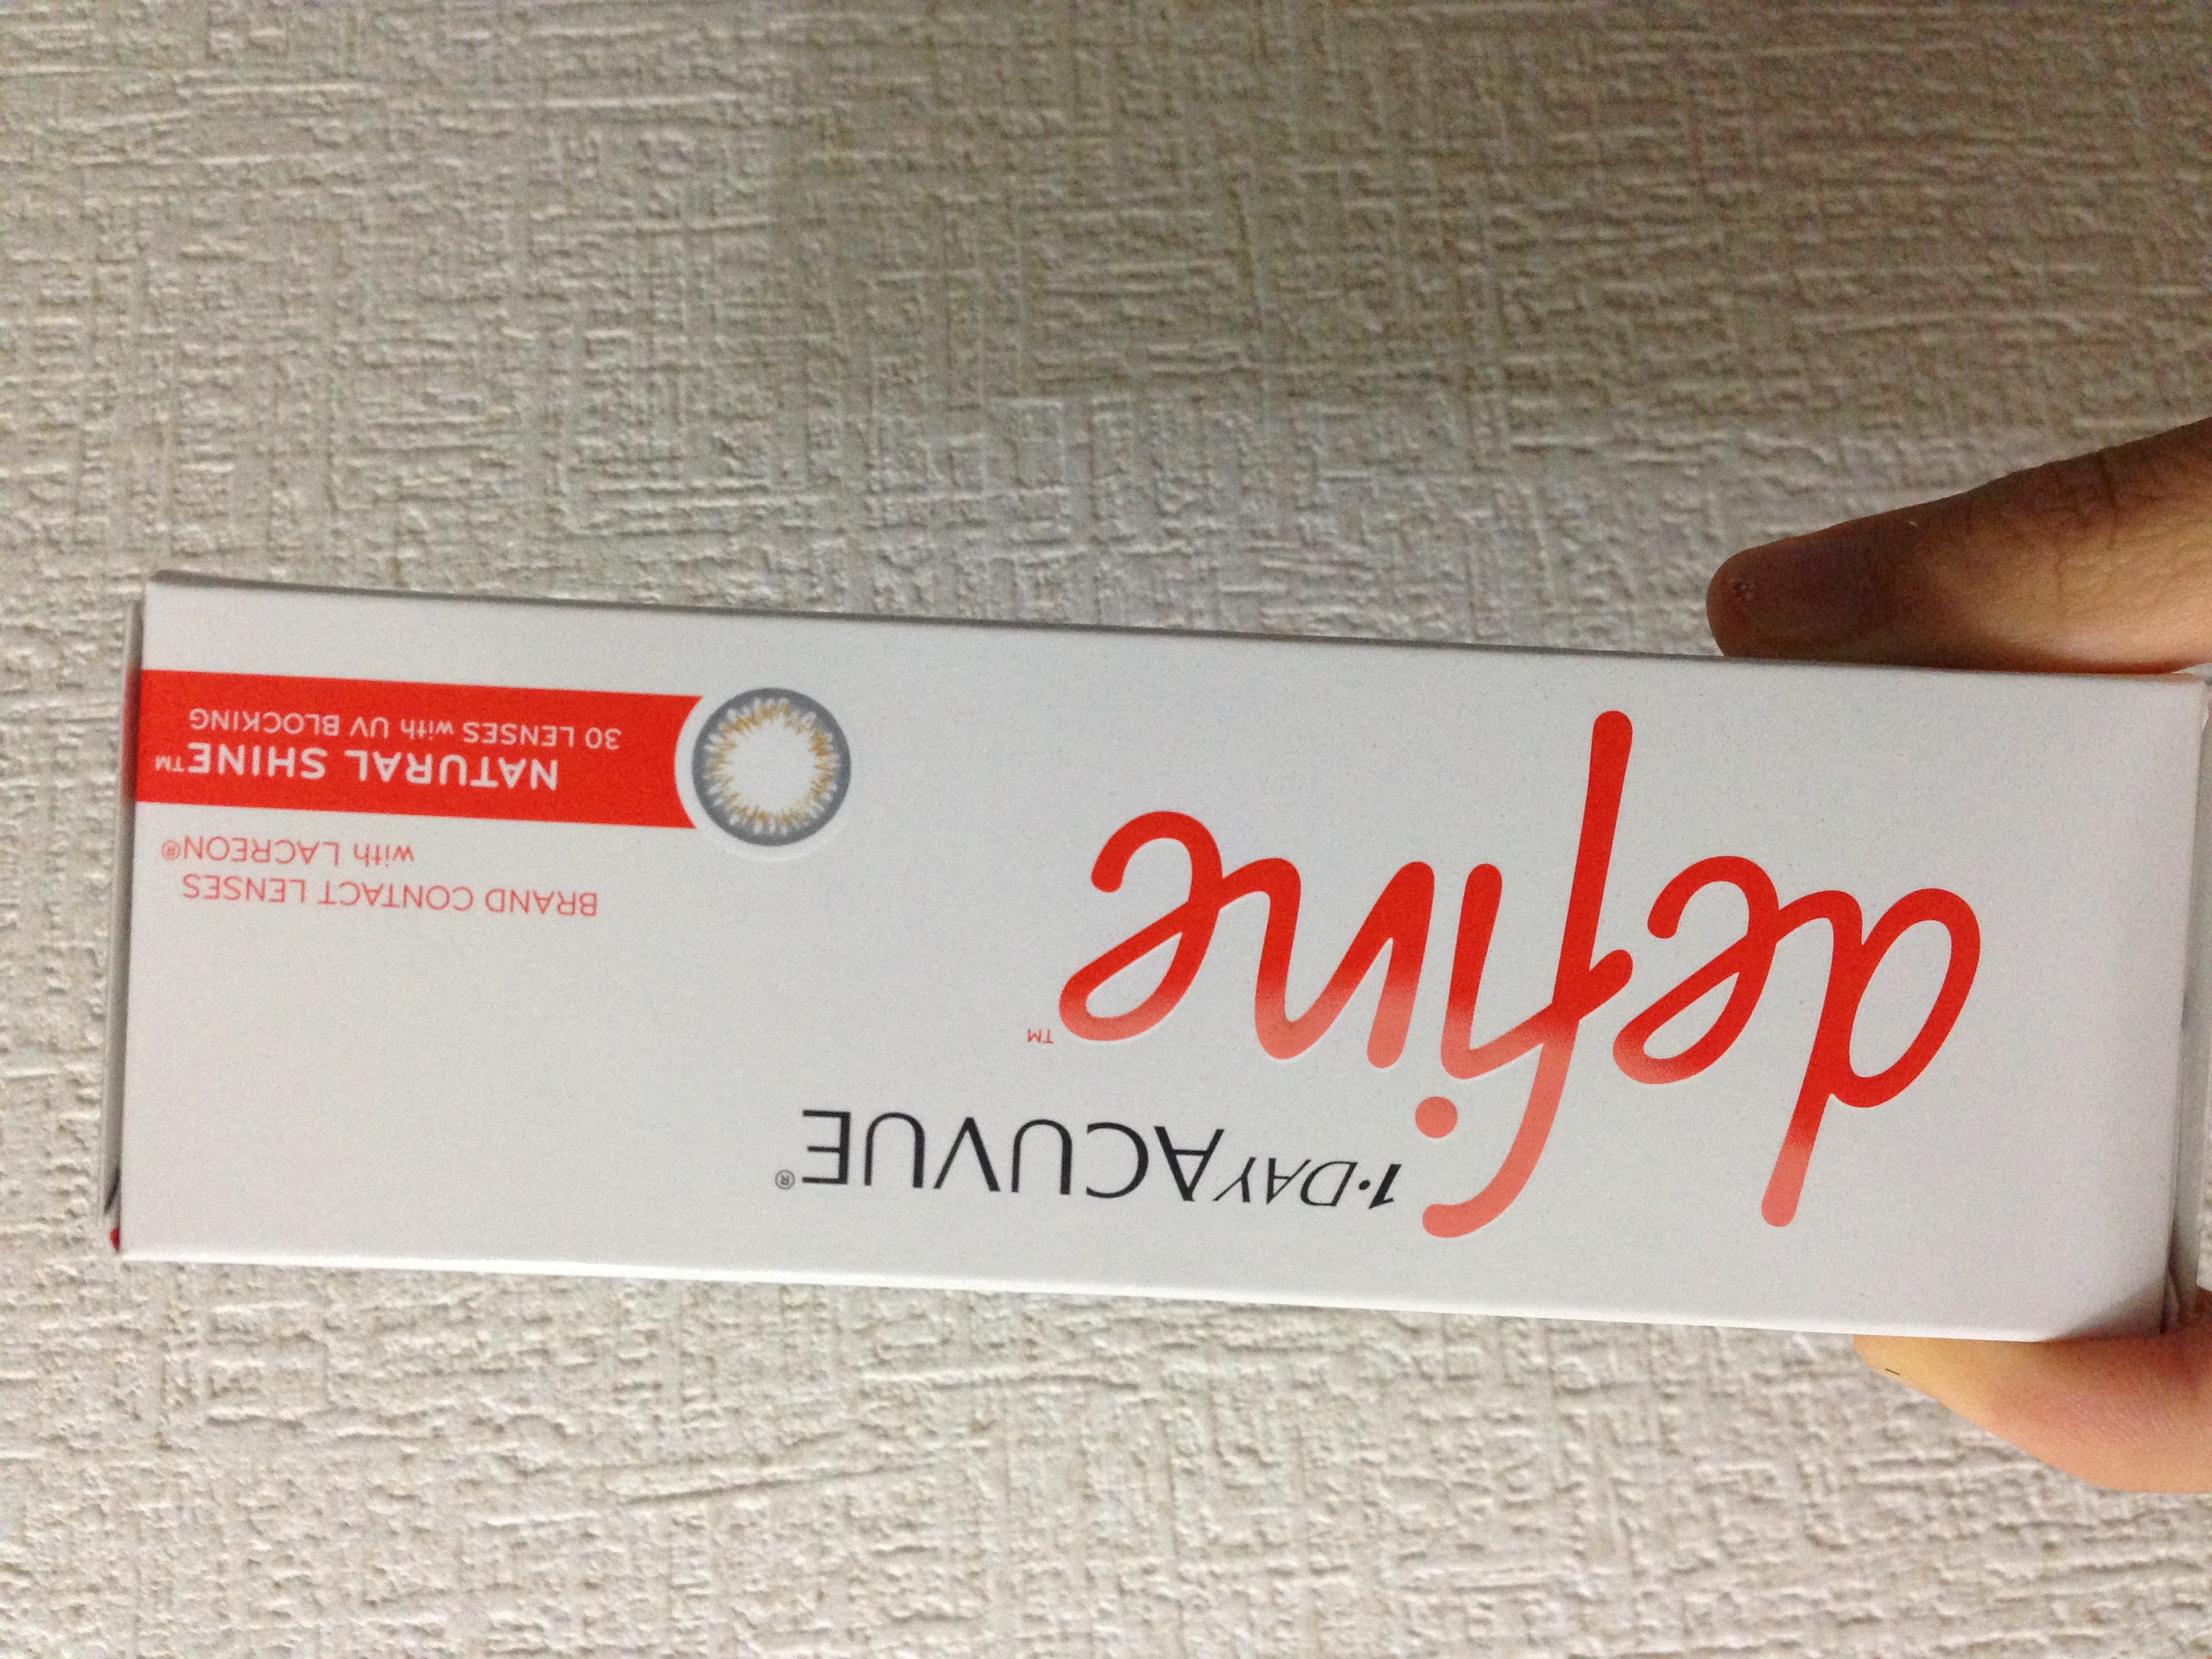 1·DAY ACUVUE®
define™
BRAND CONTACT LENSES
with LACREON®
NATURAL SHINE™
30 LENSES with UV BLOCKING